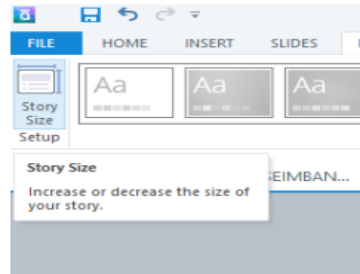 FILE HOME INSERT SLIDES
Aa Aa Aa
Story
Size
Setup
Story Size
Increase or decrease the size of
your story.
SEIMBAN...